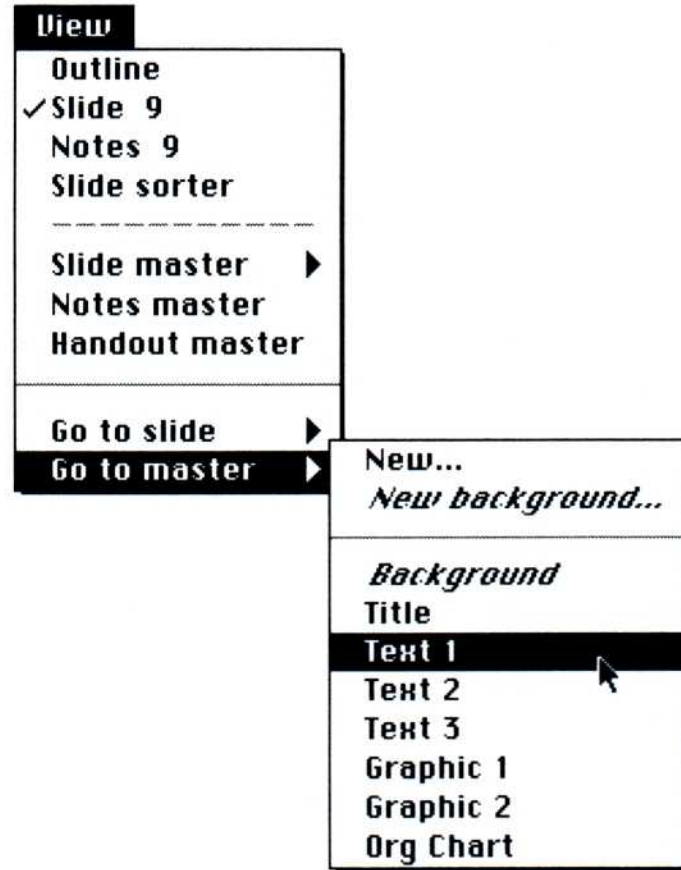 View
Outline
✓Slide 9
Notes 9
Slide sorter
Slide master
Notes master
Handout master
Go to slide
Go to master
New...
New background...
Background
Title
Text 1
Text 2
Text 3
Graphic 1
Graphic 2
Org Chart